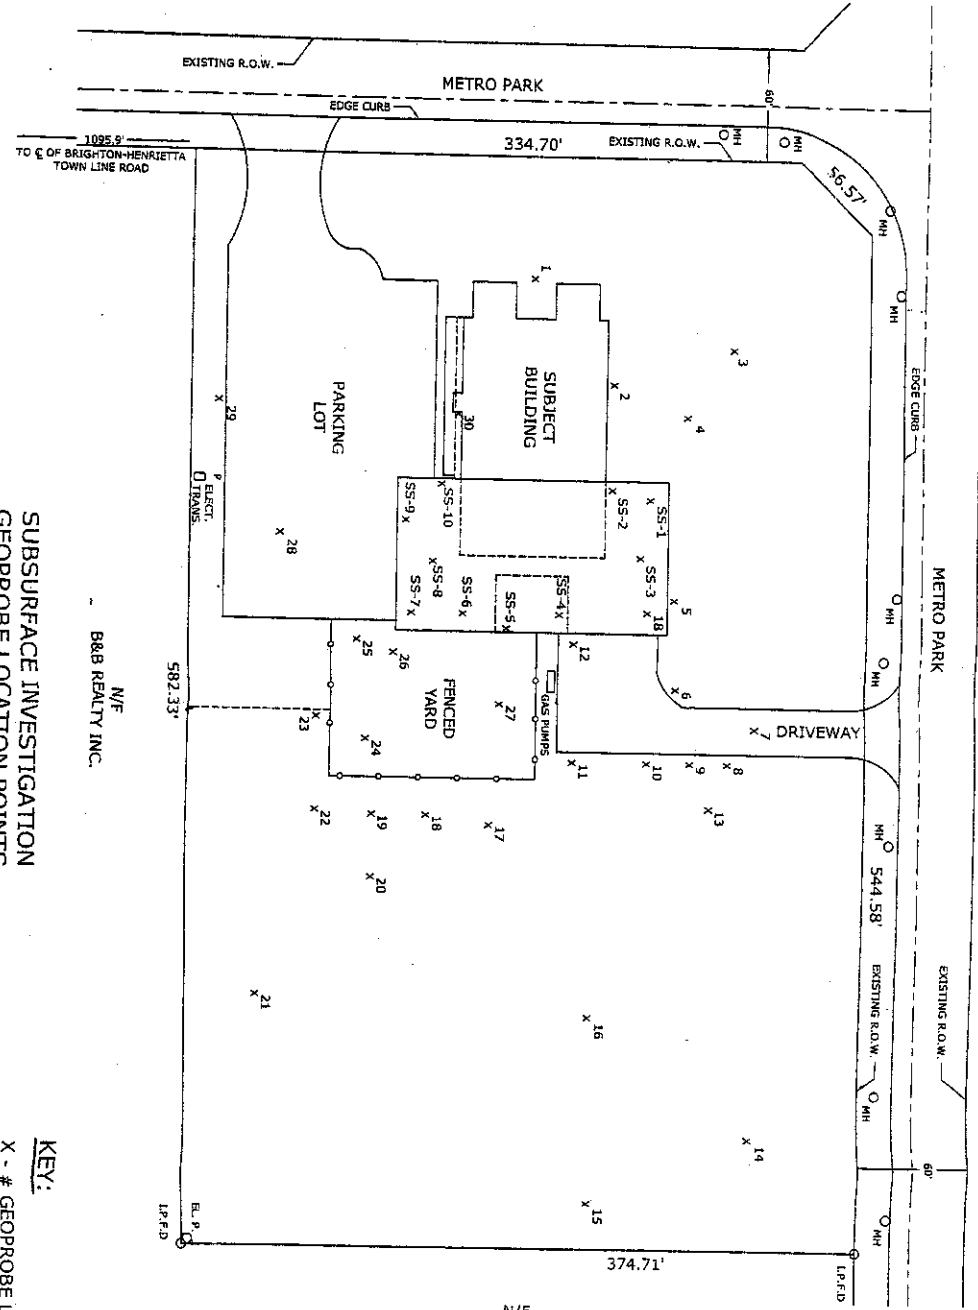 EXISTING R.O.W.
METRO PARK
60'
EDGE CURB
1095.9'
TO ℄ OF BRIGHTON-HENRIETTA
TOWN LINE ROAD
334.70'
EXISTING R.O.W.
MH
MH
56.57'
MH
MH
EDGE CURB
METRO PARK
1
X
3
X
2
X
4
X
SUBJECT
BUILDING
PARKING
LOT
30
29
X
P
ELECT.
TRANS.
28
X
SS-1
X
SS-2
X
SS-3
X
SS-4
X
SS-5
X
SS-6
X
SS-7
X
SS-8
X
SS-9
X
SS-10
X
18
X
5
X
MH
MH
6
X
12
X
25
X
26
X
FENCED
YARD
27
X
GAS PUMPS
X 7 DRIVEWAY
23
X
24
X
11
X
10
X
9
X
8
X
13
X
22
X
19
X
18
X
17
X
20
X
MH
544.58'
EXISTING R.O.W.
EXISTING R.O.W.
21
X
16
X
MH
14
X
15
X
60'
MH
582.33'
N/F
B&B REALTY INC.
EL. P.
I.P.F.D
374.71'
I.P.F.D
N/F
SUBSURFACE INVESTIGATION
GEOPROBE LOCATION POINTS
KEY:
X - # GEOPROBE